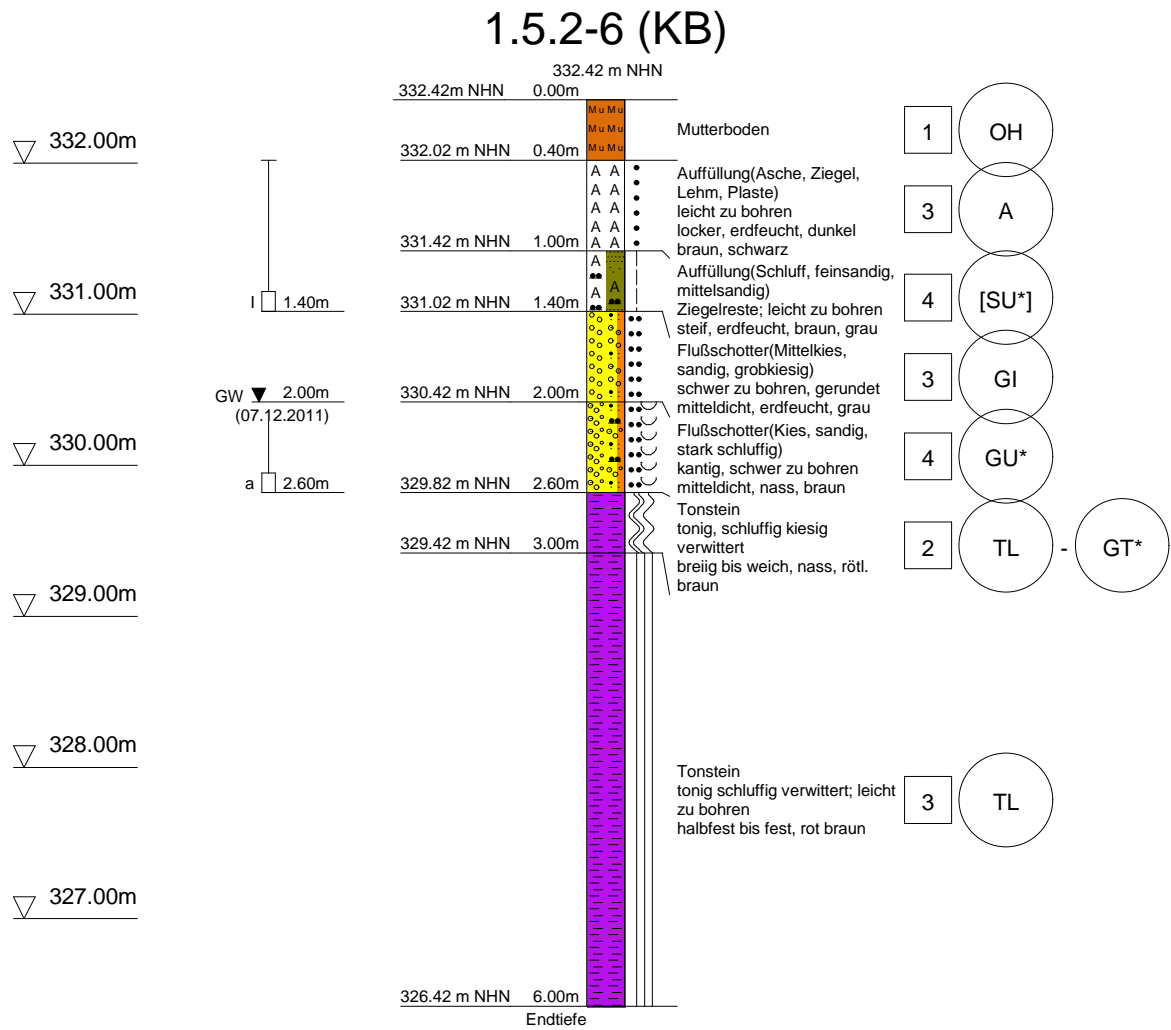 1.5.2-6 (KB)
332.42 m NHN
332.42m NHN 0.00m
Mu Mu
Mu Mu
Mu Mu
Mutterboden
1 OH
332.00m
332.02 m NHN 0.40m
A A
A A
A A
A A
A A
Auffüllung(Asche, Ziegel,
Lehm, Plaste)
leicht zu bohren
locker, erdfeucht, dunkel
braun, schwarz
3 A
331.42 m NHN 1.00m
A
A
A
Auffüllung(Schluff, feinsandig,
mittelsandig)
Ziegelreste; leicht zu bohren
steif, erdfeucht, braun, grau
4 [SU*]
331.00m
I 1.40m
331.02 m NHN 1.40m
Flußschotter(Mittelkies,
sandig, grobkiesig)
schwer zu bohren, gerundet
mitteldicht, erdfeucht, grau
3 GI
GW 2.00m
(07.12.2011)
330.42 m NHN 2.00m
Flußschotter(Kies, sandig,
stark schluffig)
kantig, schwer zu bohren
mitteldicht, nass, braun
4 GU*
330.00m
a 2.60m
329.82 m NHN 2.60m
Tonstein
tonig, schluffig kiesig
verwittert
breiig bis weich, nass, rötl.
braun
2 TL - GT*
329.42 m NHN 3.00m
329.00m
328.00m
Tonstein
tonig schluffig verwittert; leicht
zu bohren
halbfest bis fest, rot braun
3 TL
327.00m
326.42 m NHN 6.00m
Endtiefe